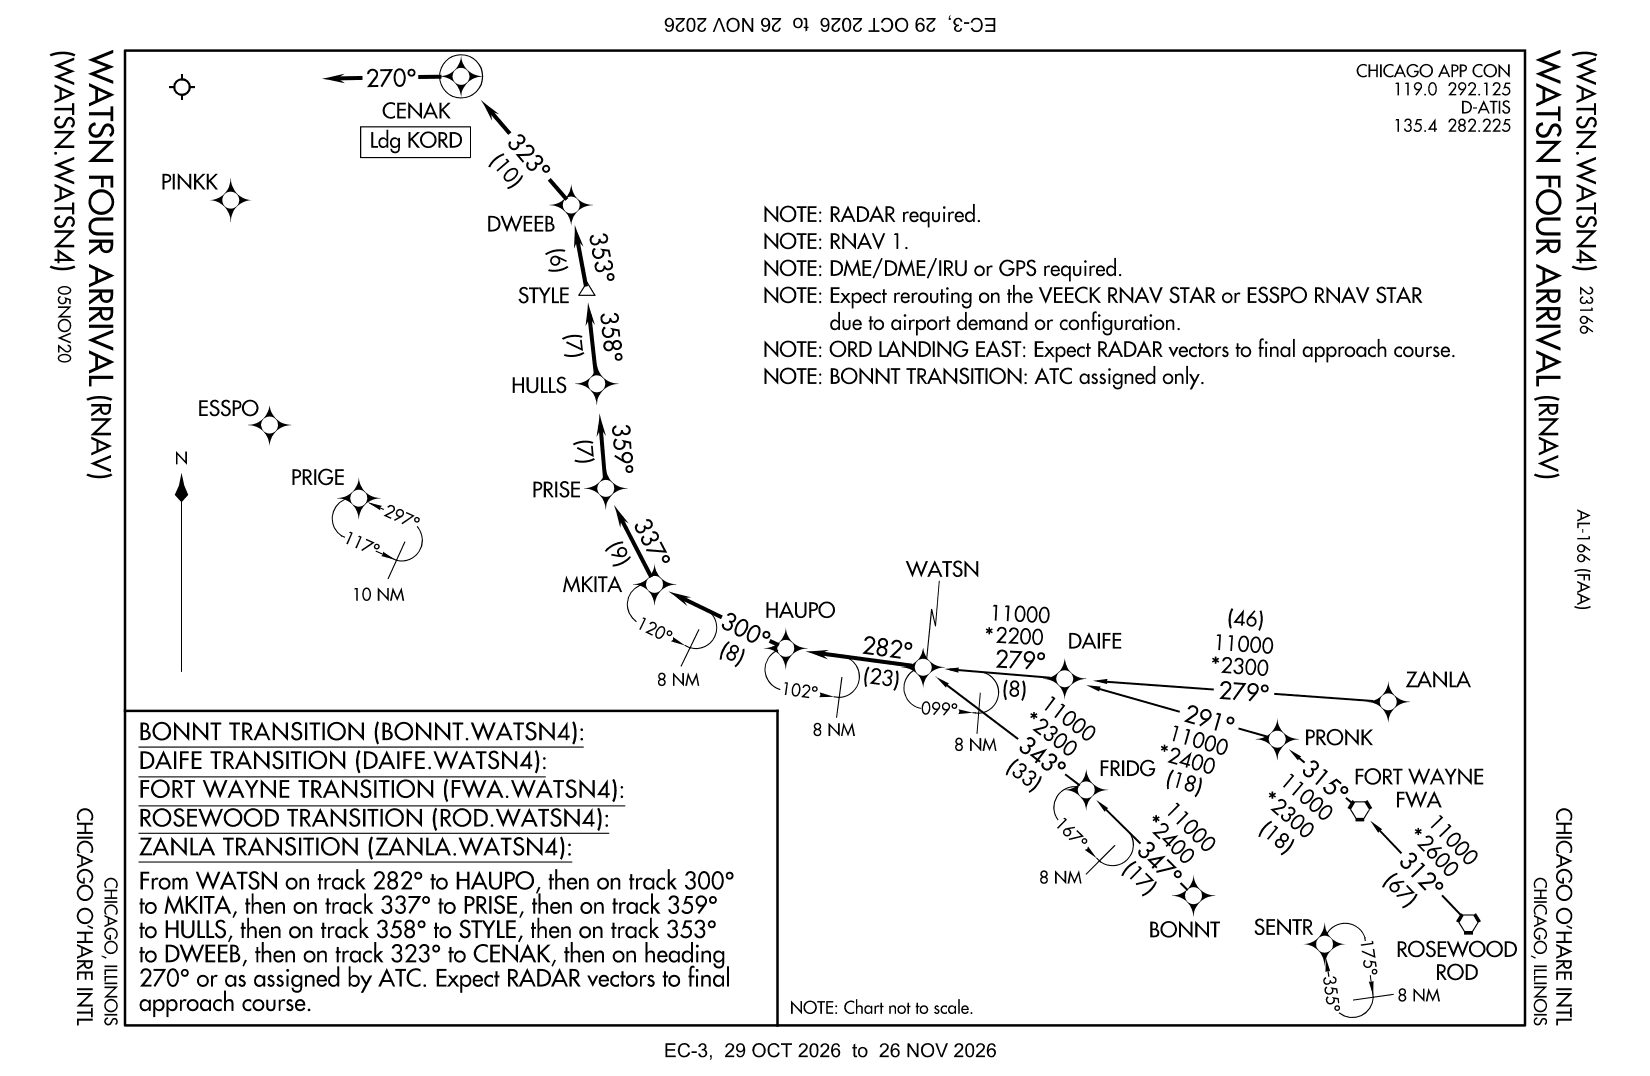 EC-3, 29 OCT 2026 to 26 NOV 2026
(WATSN.WATSN4) 05NOV20
WATSN FOUR ARRIVAL (RNAV)
CHICAGO, ILLINOIS
CHICAGO O'HARE INTL
(WATSN.WATSN4) 23166
WATSN FOUR ARRIVAL (RNAV)
AL-166 (FAA)
CHICAGO O'HARE INTL
CHICAGO, ILLINOIS
CHICAGO APP CON
119.0 292.125
D-ATIS
135.4 282.225
270°
CENAK
Ldg KORD
323°
(10)
PINKK
DWEEB
353°
(6)
STYLE
358°
(7)
HULLS
359°
(7)
ESSPO
N
PRIGE
297°
117°
10 NM
PRISE
337°
(9)
MKITA
120°
8 NM
300°
(8)
HAUPO
102°
8 NM
282°
(23)
WATSN
099°
8 NM
11000
*2200
279°
(8)
DAIFE
(46)
11000
*2300
279°
ZANLA
291°
11000
*2400
(18)
PRONK
11000
*2300
343°
(33)
FRIDG
167°
8 NM
315°
11000
*2300
(18)
FORT WAYNE
FWA
11000
*2600
312°
(67)
ROSEWOOD
ROD
11000
*2400
347°
(17)
BONNT
SENTR
175°
355°
8 NM
NOTE: RADAR required.
NOTE: RNAV 1.
NOTE: DME/DME/IRU or GPS required.
NOTE: Expect rerouting on the VEECK RNAV STAR or ESSPO RNAV STAR
due to airport demand or configuration.
NOTE: ORD LANDING EAST: Expect RADAR vectors to final approach course.
NOTE: BONNT TRANSITION: ATC assigned only.
BONNT TRANSITION (BONNT.WATSN4):
DAIFE TRANSITION (DAIFE.WATSN4):
FORT WAYNE TRANSITION (FWA.WATSN4):
ROSEWOOD TRANSITION (ROD.WATSN4):
ZANLA TRANSITION (ZANLA.WATSN4):
From WATSN on track 282° to HAUPO, then on track 300°
to MKITA, then on track 337° to PRISE, then on track 359°
to HULLS, then on track 358° to STYLE, then on track 353°
to DWEEB, then on track 323° to CENAK, then on heading
270° or as assigned by ATC. Expect RADAR vectors to final
approach course.
NOTE: Chart not to scale.
EC-3, 29 OCT 2026 to 26 NOV 2026